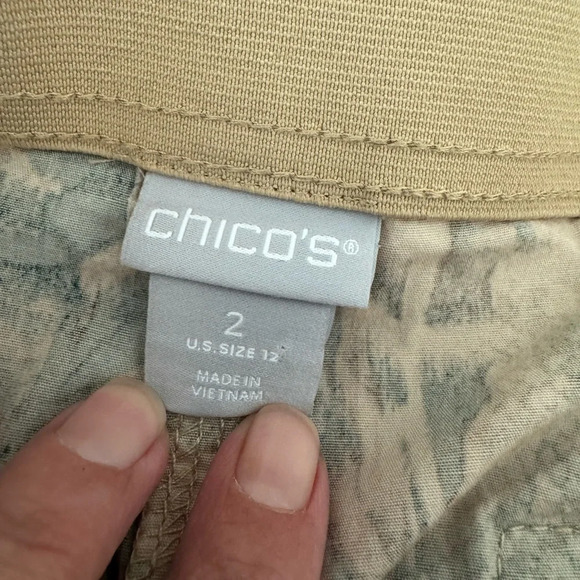 chico's®
2
U.S. SIZE 12
MADE IN
VIETNAM